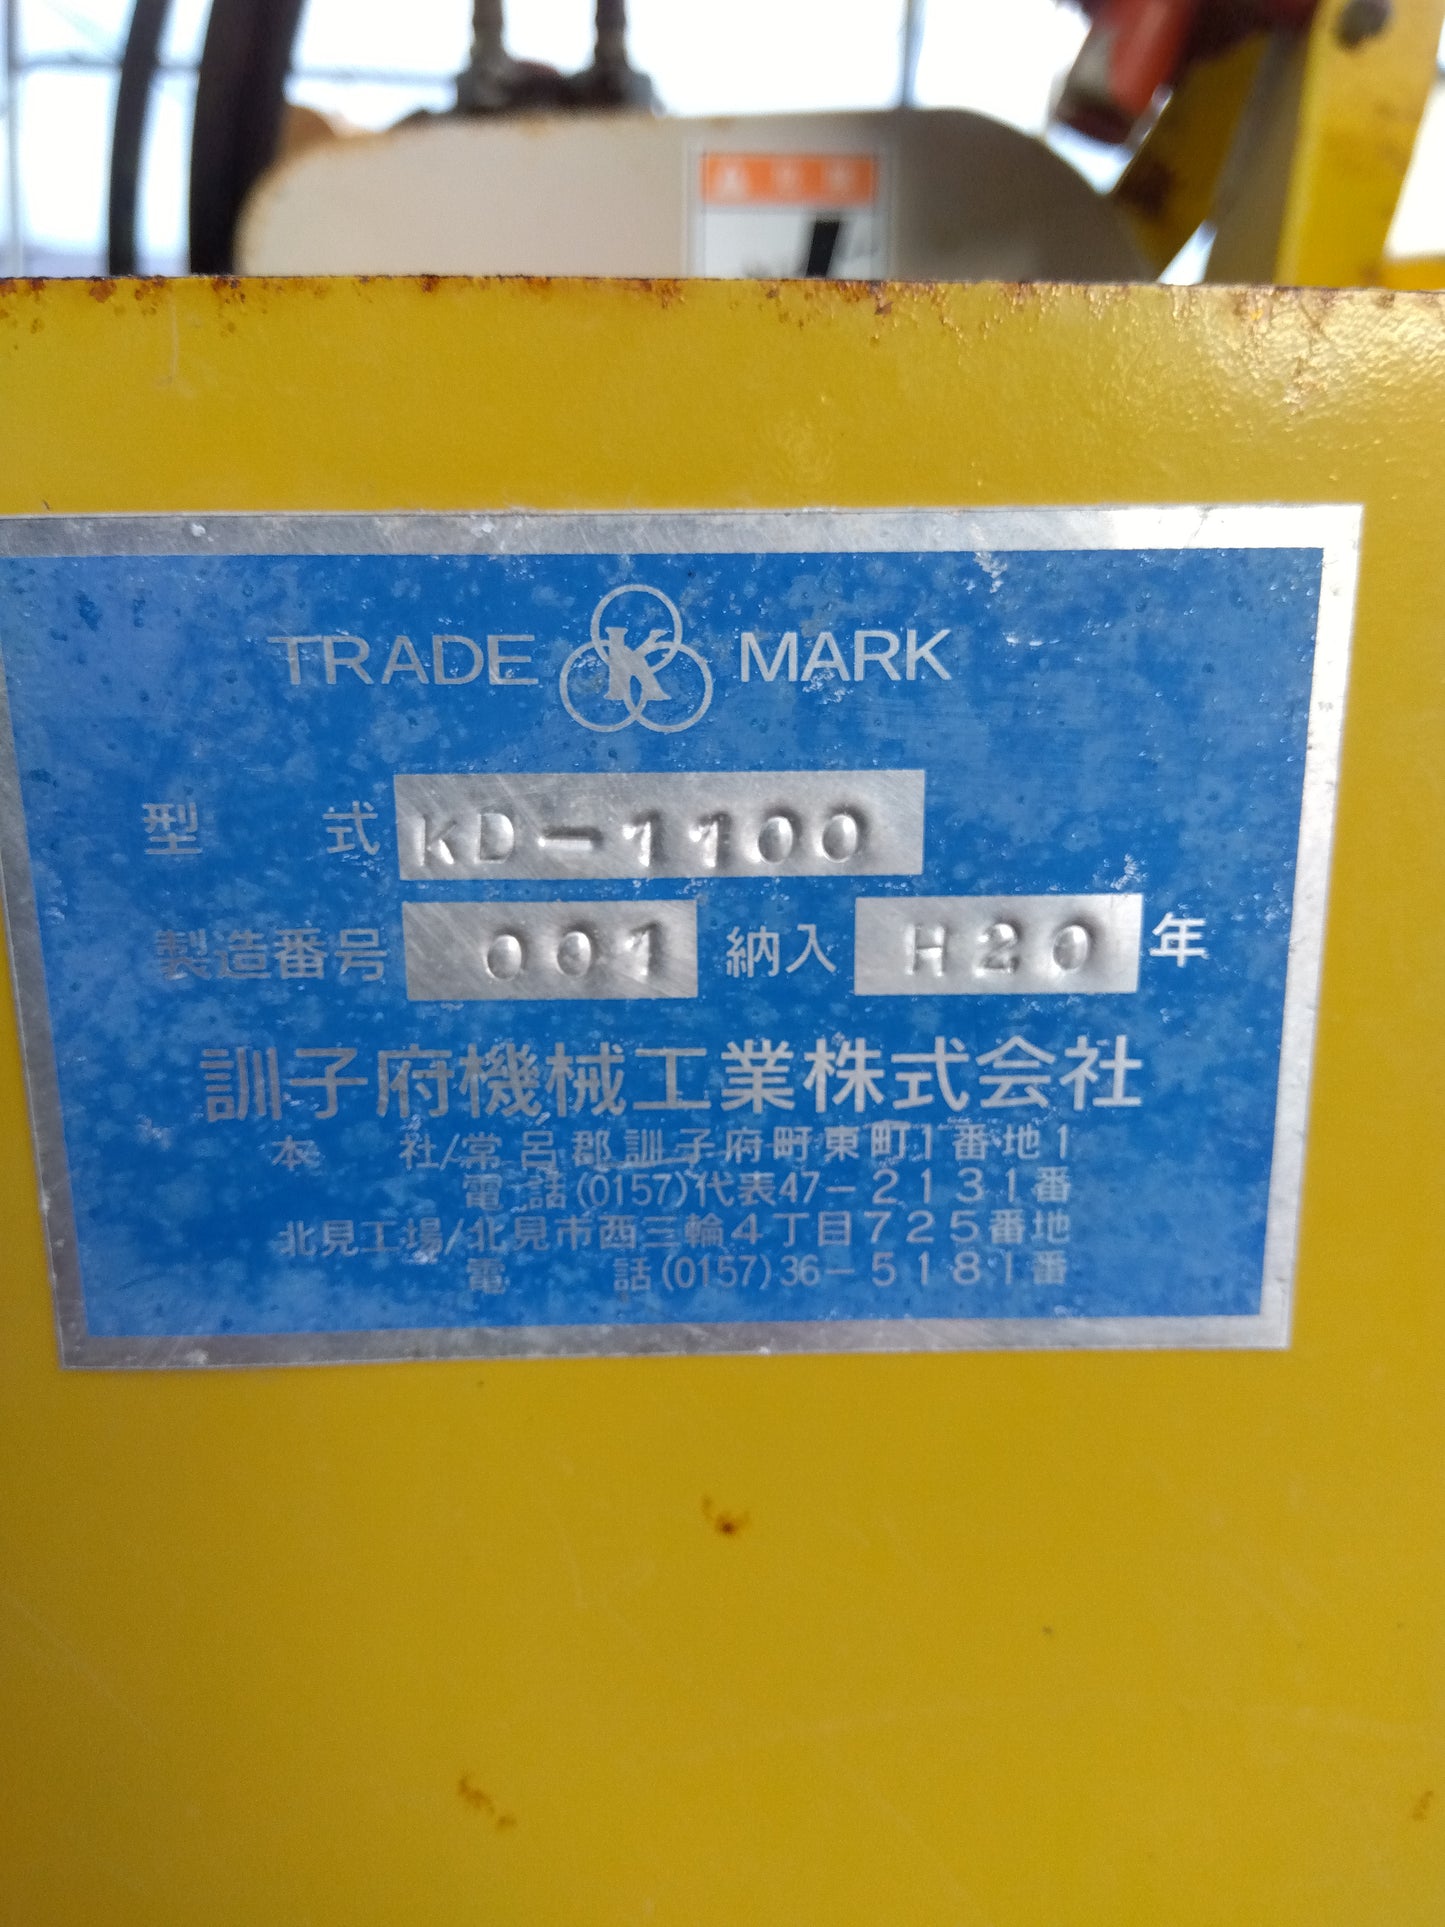 TRADE K MARK
型式 KD-1100
製造番号 001 納入 H20 年
訓子府機械工業株式会社
本社/常呂郡訓子府町東町1番地1
電話(0157)代表47-2131番
北見工場/北見市西三輪4丁目725番地
電話(0157)36-5181番